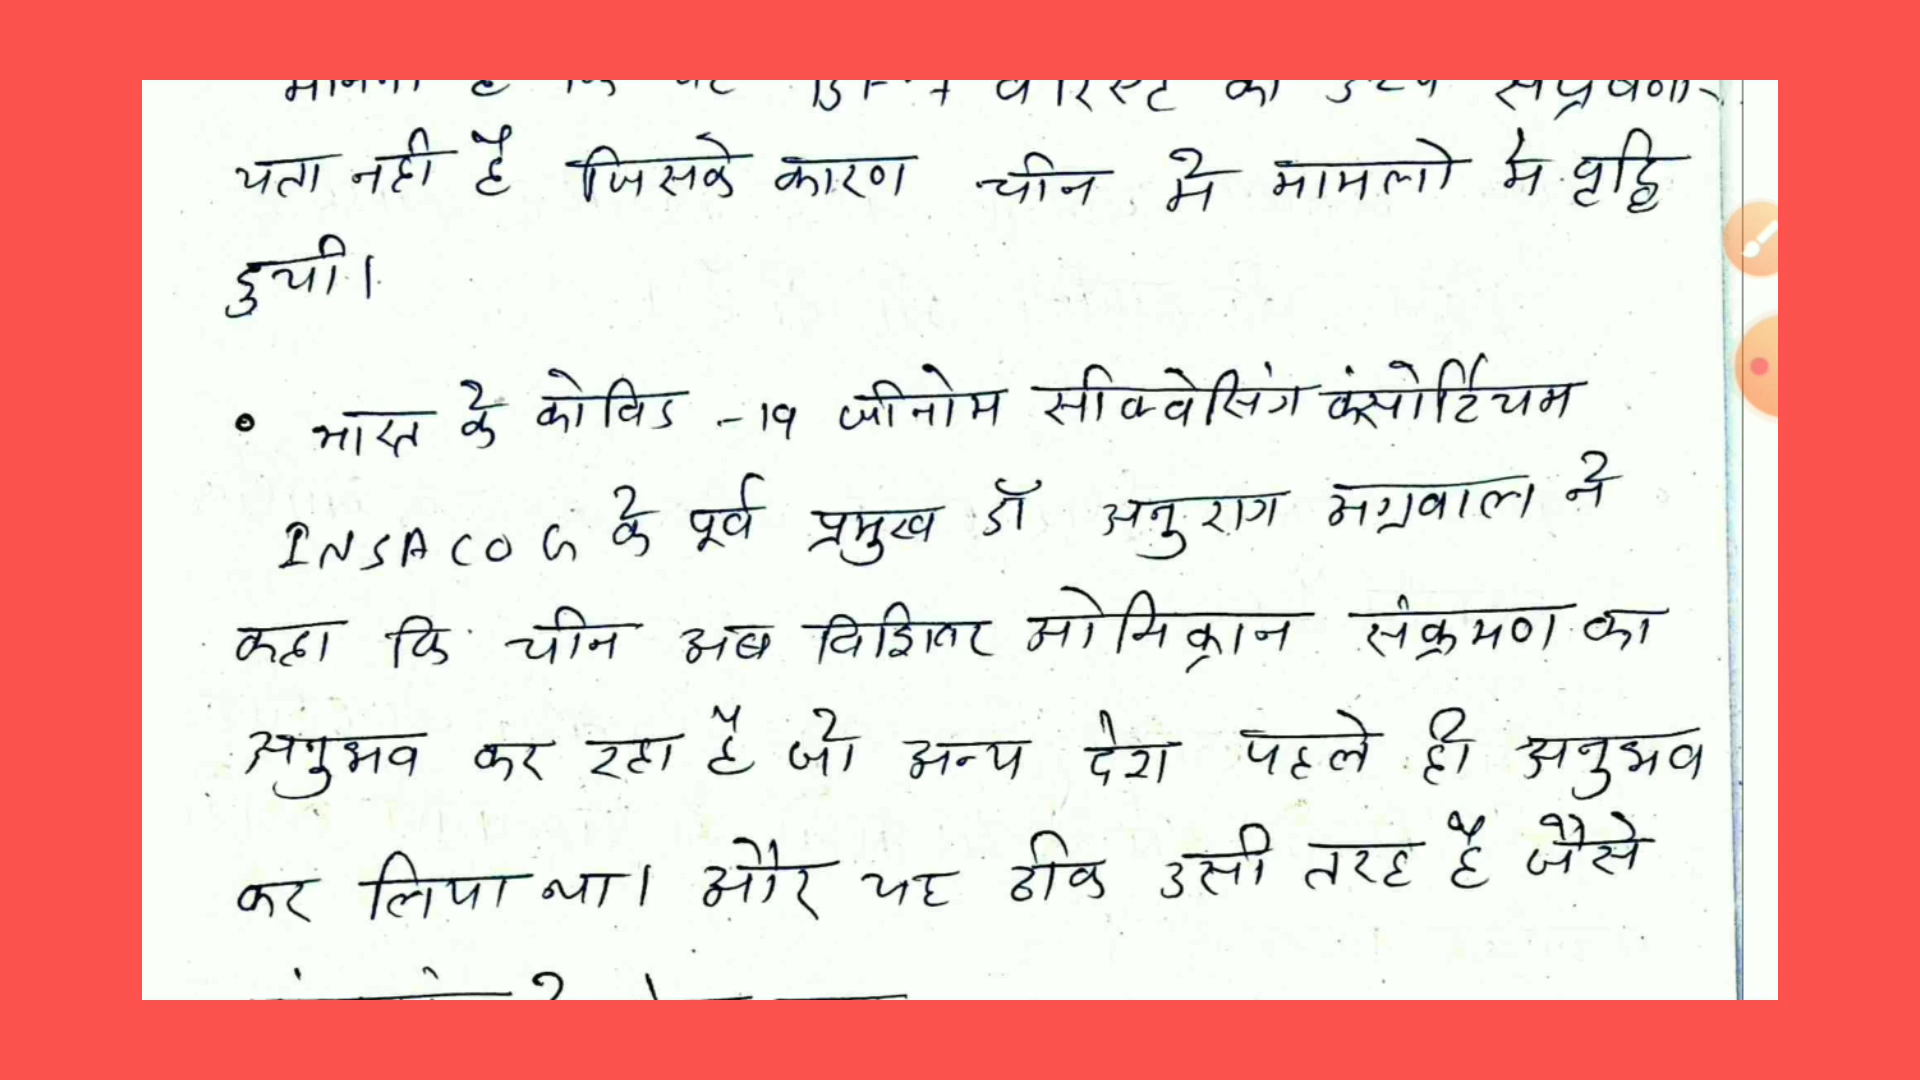 यता नही है जिसके कारण चीन मे मामलो मे वृद्धि
हुयी।
• भारत के कोविड -19 जीनोम सीक्वेसिंग कंसोर्टियम
INSACOG के पूर्व प्रमुख डॉ अनुराग अग्रवाल ने
कहा कि चीन अब विशिष्ट ओमिक्रान संक्रमण का
अनुभव कर रहा है जो अन्य देश पहले ही अनुभव
कर लिया था। और यह ठीक उसी तरह है जैसे